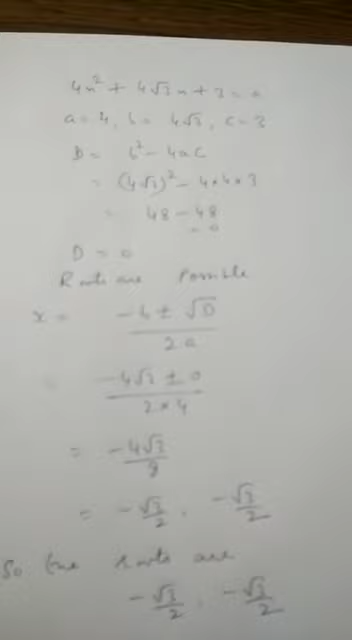 4x² + 4√3x + 3 = 0
a = 4, b = 4√3, c = 3
D = b² - 4ac
= (4√3)² - 4×4×3
= 48 - 48
= 0
D = 0
Roots are Possible
x = -b ± √D / 2a
-4√3 ± 0 / 2×4
= -4√3 / 8
= -√3/2, -√3/2
So the roots are
-√3/2, -√3/2